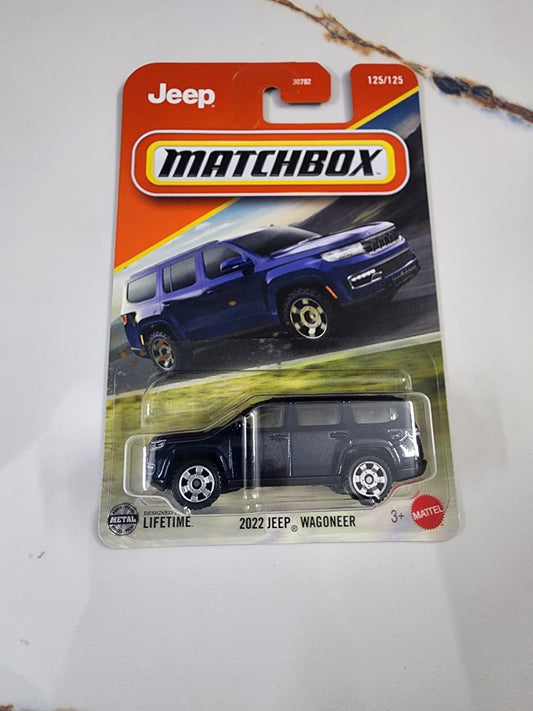 Jeep
30782
125/125
MATCHBOX
METAL
DESIGNED
LIFETIME
2022 JEEP® WAGONEER
3+
MATTEL